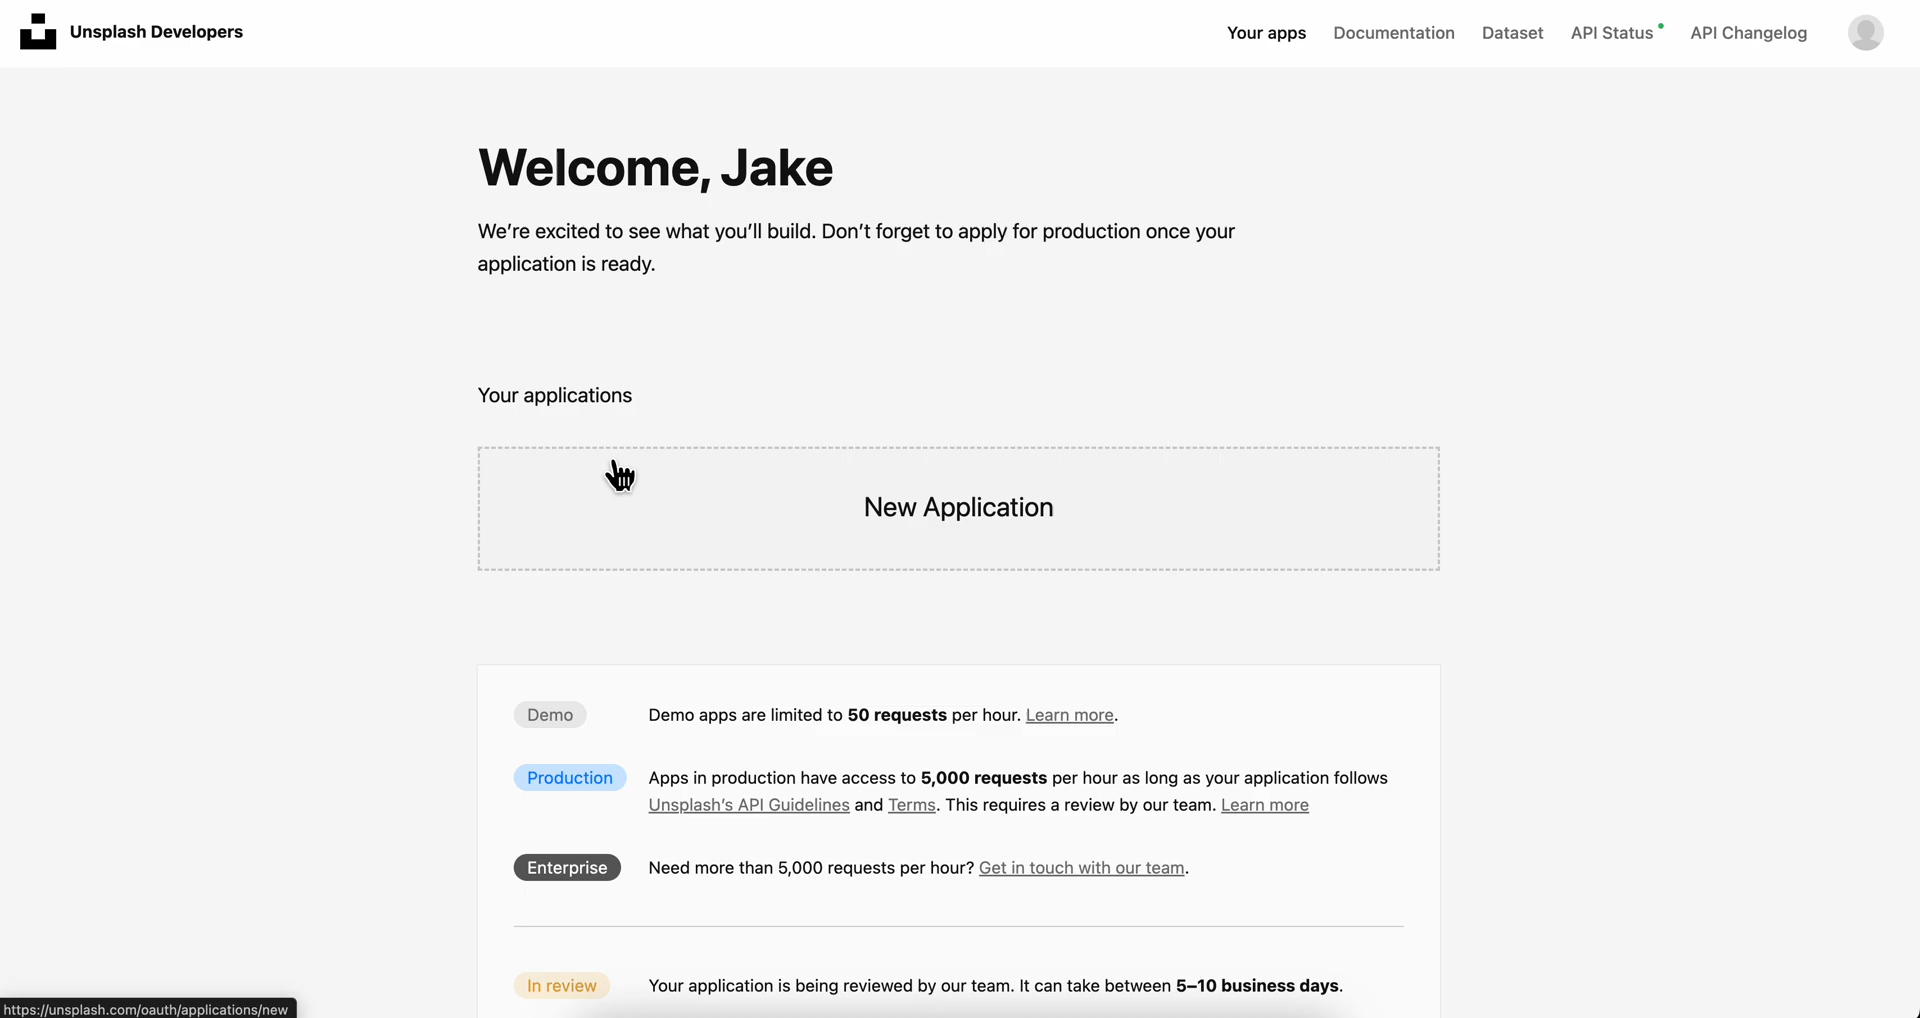 Unsplash Developers
Your apps
Documentation
Dataset
API Status
API Changelog
Welcome, Jake
We're excited to see what you'll build. Don't forget to apply for production once your
application is ready.
Your applications
New Application
Demo
Demo apps are limited to 50 requests per hour. Learn more.
Production
Apps in production have access to 5,000 requests per hour as long as your application follows
Unsplash's API Guidelines and Terms. This requires a review by our team. Learn more
Enterprise
Need more than 5,000 requests per hour? Get in touch with our team.
In review
Your application is being reviewed by our team. It can take between 5–10 business days.
https://unsplash.com/oauth/applications/new